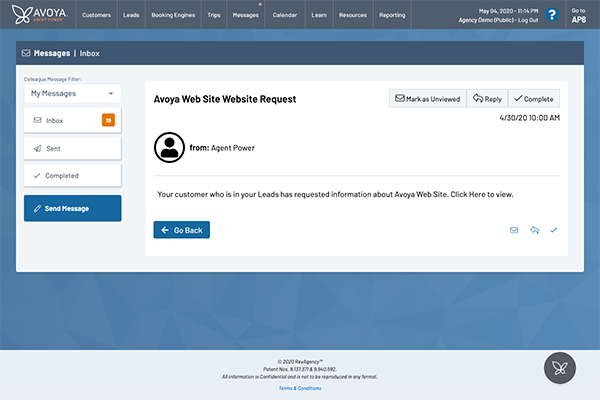 AVOYA
AGENT POWER
Customers
Leads
Booking Engines
Trips
Messages
Calendar
Learn
Resources
Reporting
May 04, 2020 - 11:14 PM
Agency Demo (Public) - Log Out
?
Go to
AP6
Messages | Inbox
Colleague Message Filter:
My Messages
Inbox
Sent
Completed
Send Message
Avoya Web Site Website Request
Mark as Unviewed
Reply
Complete
4/30/20 10:00 AM
from: Agent Power
Your customer who is in your Leads has requested information about Avoya Web Site. Click Here to view.
Go Back
© 2020 RevAgency™
Patent Nos. 9,137,371 & 9,940,592.
All information is Confidential and is not to be reproduced in any format.
Terms & Conditions